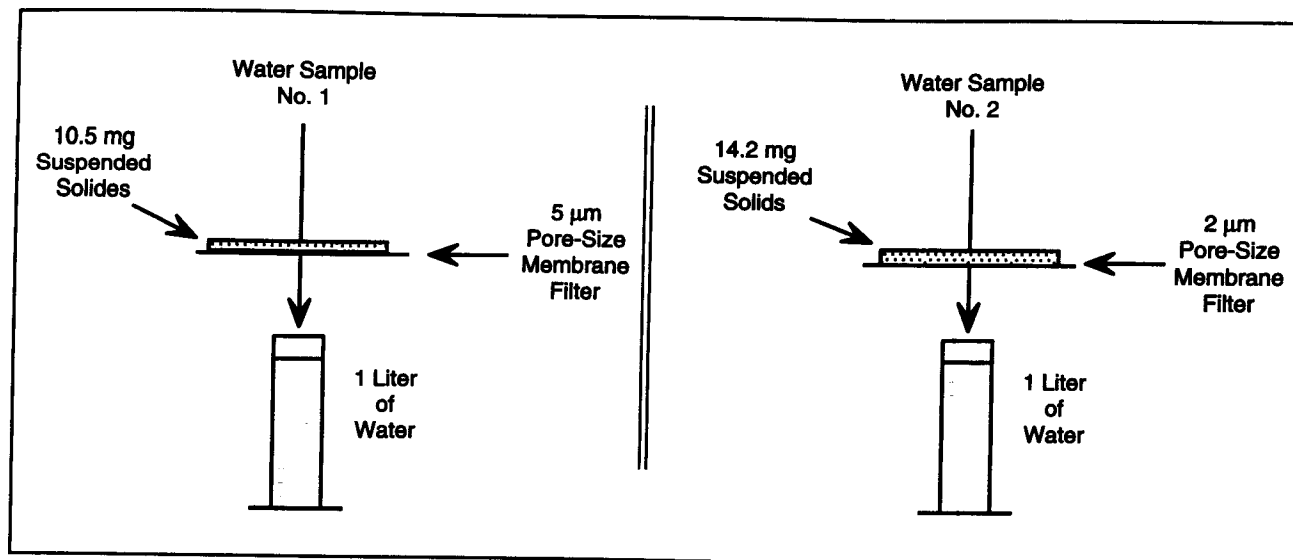 Water Sample
No. 1
10.5 mg
Suspended
Solides
5 µm
Pore-Size
Membrane
Filter
1 Liter
of
Water
Water Sample
No. 2
14.2 mg
Suspended
Solids
2 µm
Pore-Size
Membrane
Filter
1 Liter
of
Water